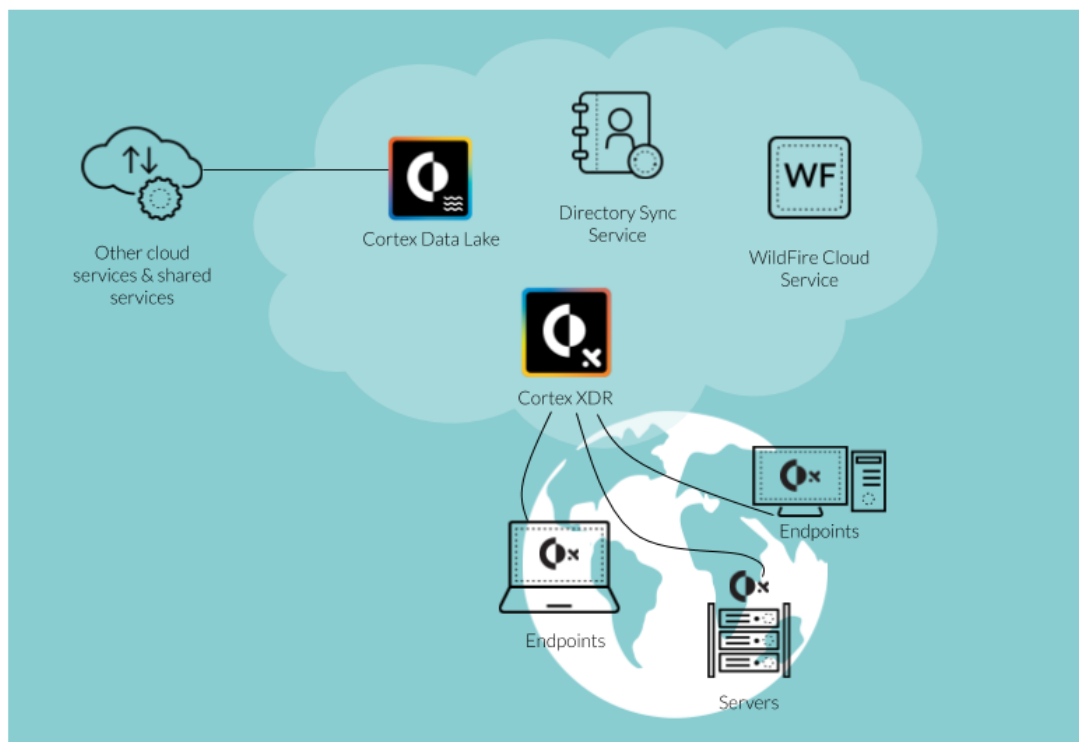 Directory Sync
Service
WF
Cortex Data Lake
WildFire Cloud
Service
Other cloud
services & shared
services
Cortex XDR
Endpoints
Endpoints
Servers